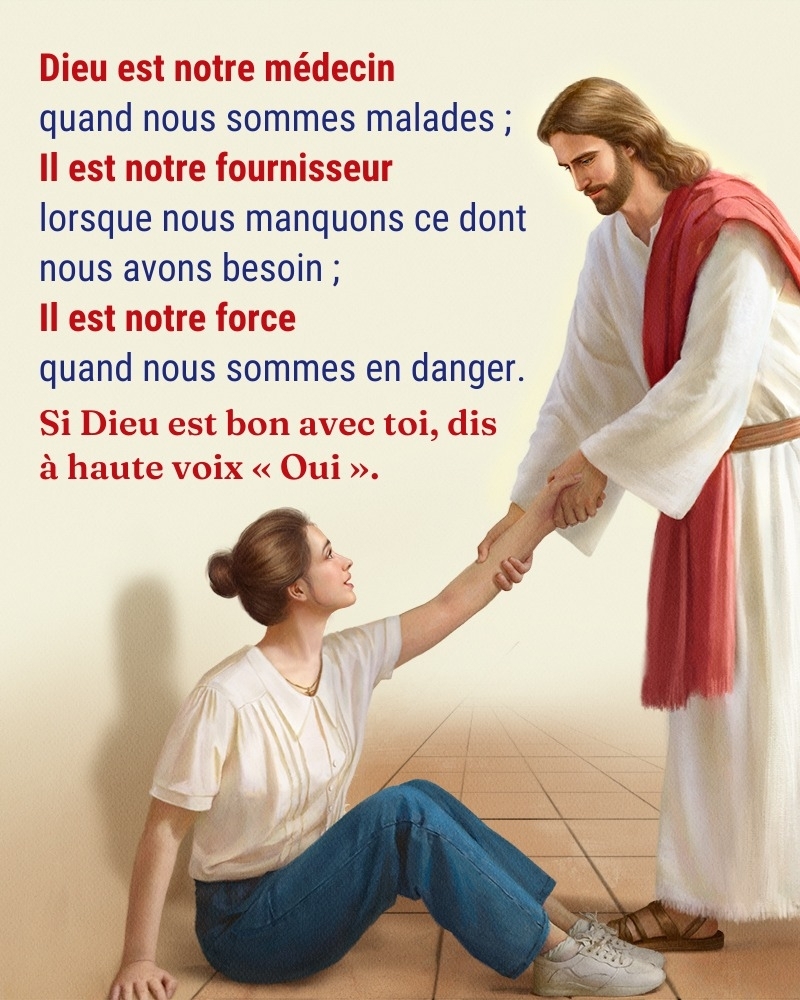 Dieu est notre médecin
quand nous sommes malades ;
Il est notre fournisseur
lorsque nous manquons ce dont
nous avons besoin ;
Il est notre force
quand nous sommes en danger.
Si Dieu est bon avec toi, dis
à haute voix « Oui ».